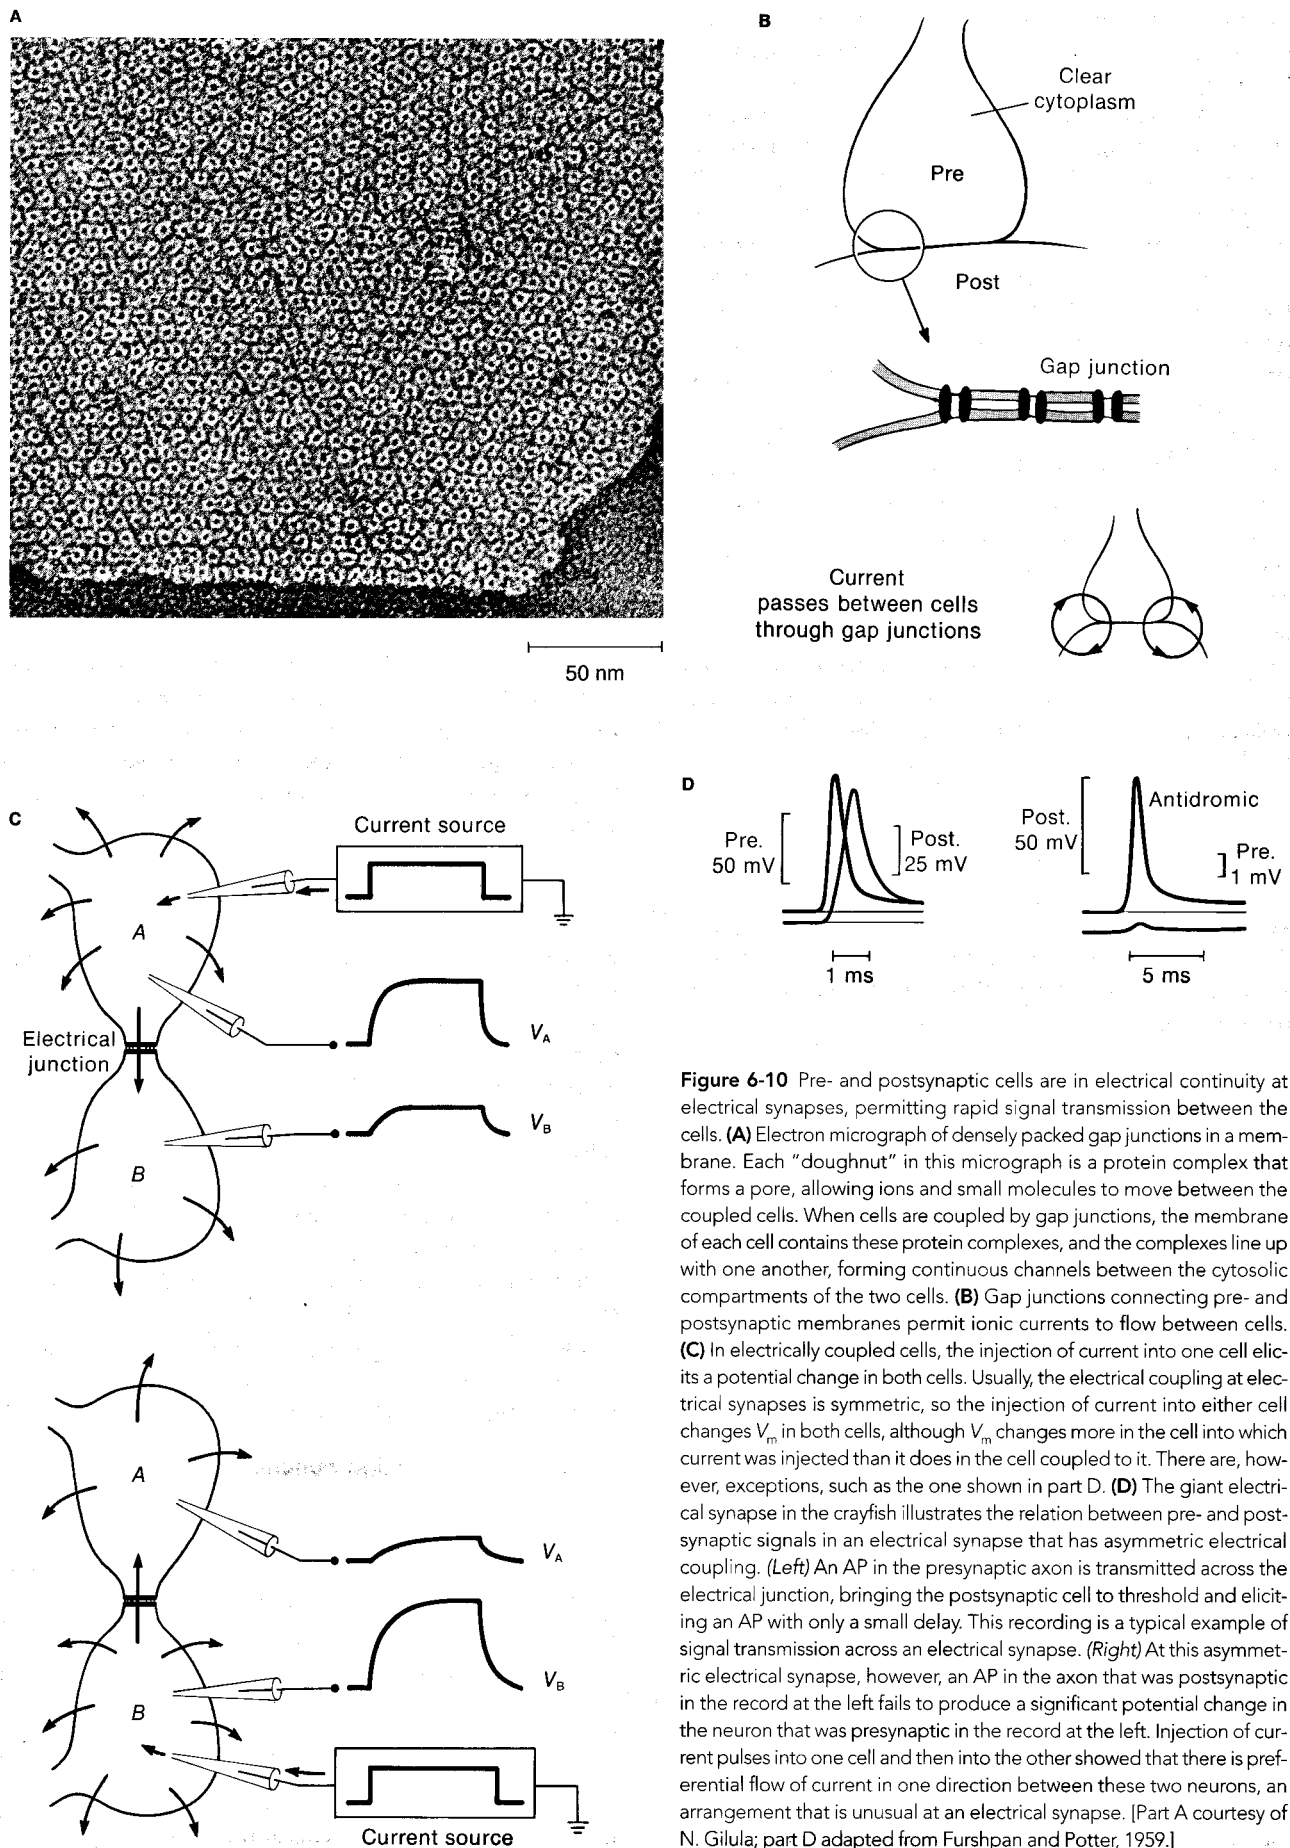 A
50 nm
B
Clear
cytoplasm
Pre
Post
Gap junction
Current
passes between cells
through gap junctions
C
Current source
A
Electrical
junction
V_A
V_B
B
A
V_A
V_B
B
Current source
D
Pre.
50 mV
Post.
25 mV
1 ms
Post.
50 mV
Antidromic
Pre.
1 mV
5 ms
Figure 6-10 Pre- and postsynaptic cells are in electrical continuity at
electrical synapses, permitting rapid signal transmission between the
cells. (A) Electron micrograph of densely packed gap junctions in a mem-
brane. Each "doughnut" in this micrograph is a protein complex that
forms a pore, allowing ions and small molecules to move between the
coupled cells. When cells are coupled by gap junctions, the membrane
of each cell contains these protein complexes, and the complexes line up
with one another, forming continuous channels between the cytosolic
compartments of the two cells. (B) Gap junctions connecting pre- and
postsynaptic membranes permit ionic currents to flow between cells.
(C) In electrically coupled cells, the injection of current into one cell elic-
its a potential change in both cells. Usually, the electrical coupling at elec-
trical synapses is symmetric, so the injection of current into either cell
changes V_m in both cells, although V_m changes more in the cell into which
current was injected than it does in the cell coupled to it. There are, how-
ever, exceptions, such as the one shown in part D. (D) The giant electri-
cal synapse in the crayfish illustrates the relation between pre- and post-
synaptic signals in an electrical synapse that has asymmetric electrical
coupling. (Left) An AP in the presynaptic axon is transmitted across the
electrical junction, bringing the postsynaptic cell to threshold and elicit-
ing an AP with only a small delay. This recording is a typical example of
signal transmission across an electrical synapse. (Right) At this asymmet-
ric electrical synapse, however, an AP in the axon that was postsynaptic
in the record at the left fails to produce a significant potential change in
the neuron that was presynaptic in the record at the left. Injection of cur-
rent pulses into one cell and then into the other showed that there is pref-
erential flow of current in one direction between these two neurons, an
arrangement that is unusual at an electrical synapse. [Part A courtesy of
N. Gilula; part D adapted from Furshpan and Potter, 1959.]